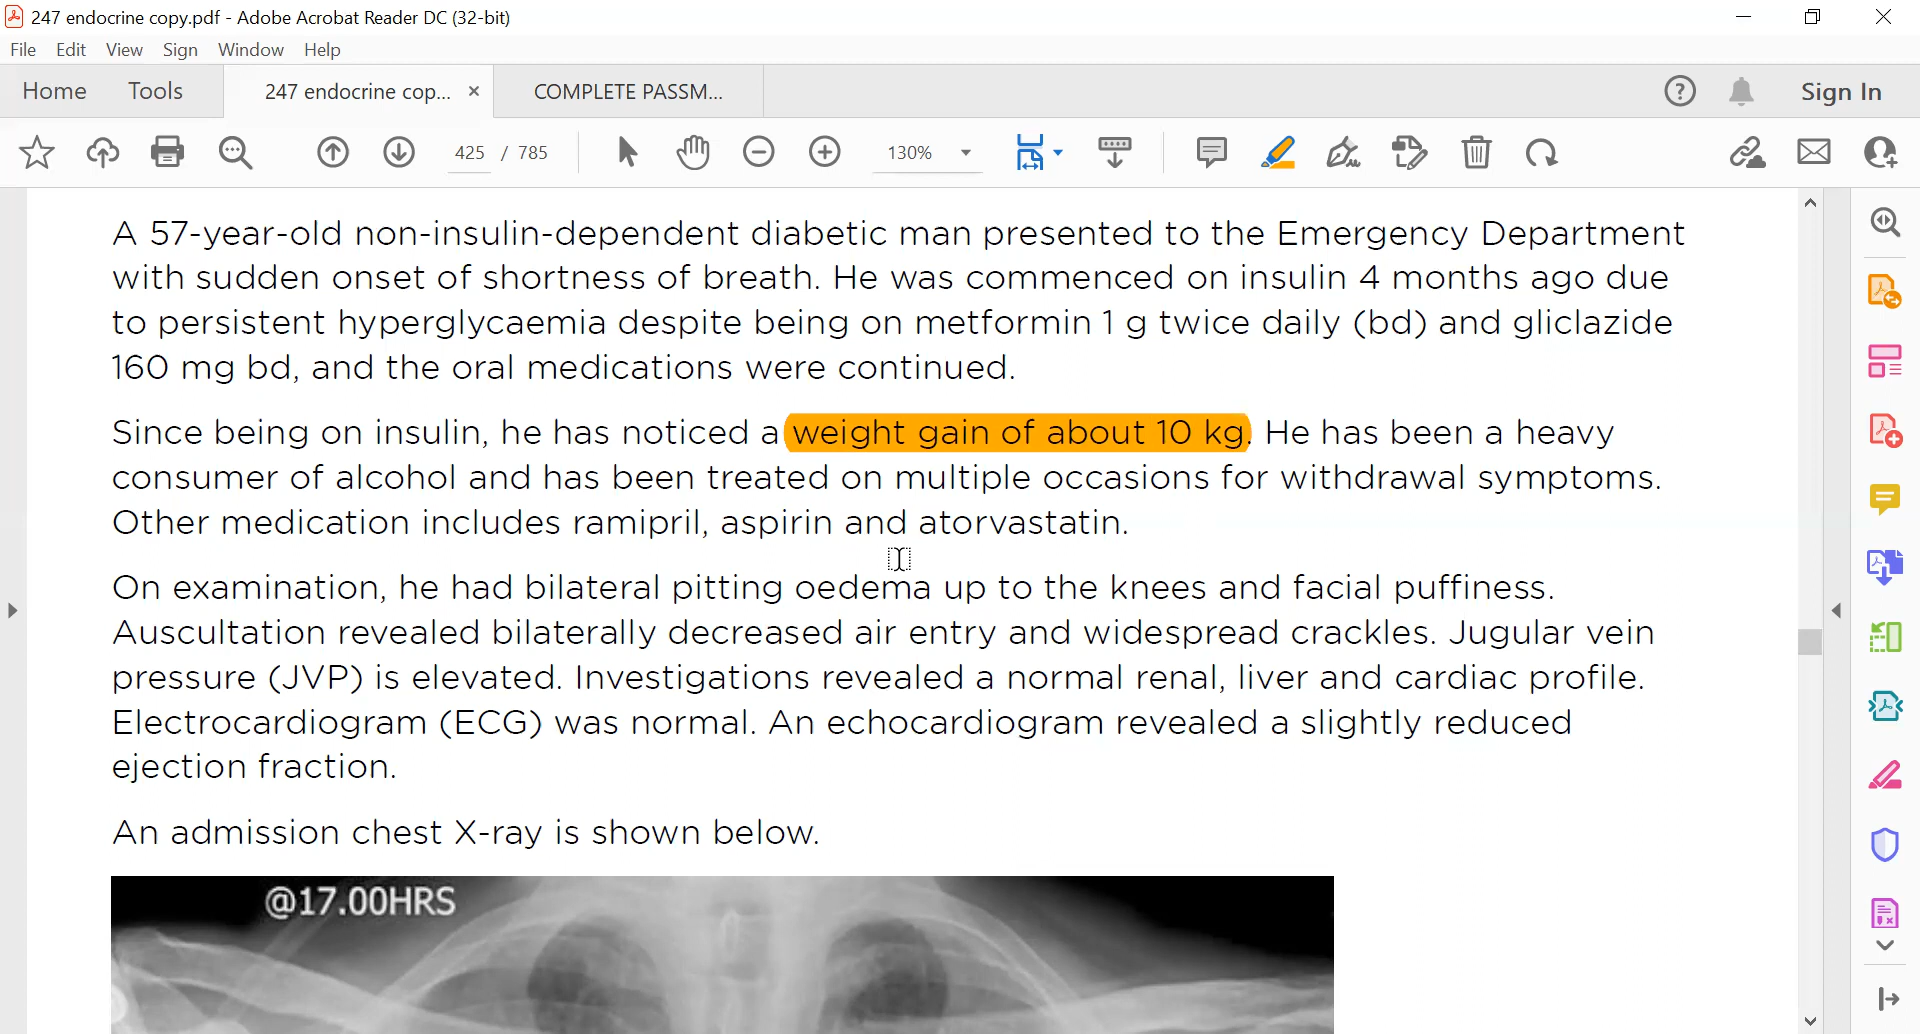 247 endocrine copy.pdf - Adobe Acrobat Reader DC (32-bit)
File Edit View Sign Window Help
Home Tools 247 endocrine cop... × COMPLETE PASSM... Sign In
425 / 785 130%
A 57-year-old non-insulin-dependent diabetic man presented to the Emergency Department
with sudden onset of shortness of breath. He was commenced on insulin 4 months ago due
to persistent hyperglycaemia despite being on metformin 1 g twice daily (bd) and gliclazide
160 mg bd, and the oral medications were continued.
Since being on insulin, he has noticed a weight gain of about 10 kg. He has been a heavy
consumer of alcohol and has been treated on multiple occasions for withdrawal symptoms.
Other medication includes ramipril, aspirin and atorvastatin.
On examination, he had bilateral pitting oedema up to the knees and facial puffiness.
Auscultation revealed bilaterally decreased air entry and widespread crackles. Jugular vein
pressure (JVP) is elevated. Investigations revealed a normal renal, liver and cardiac profile.
Electrocardiogram (ECG) was normal. An echocardiogram revealed a slightly reduced
ejection fraction.
An admission chest X-ray is shown below.
@17.00HRS